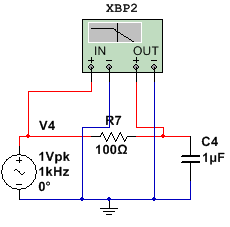 XBP2
IN OUT
+ - + -
V4
R7
100Ω
C4
1µF
1Vpk
1kHz
0°